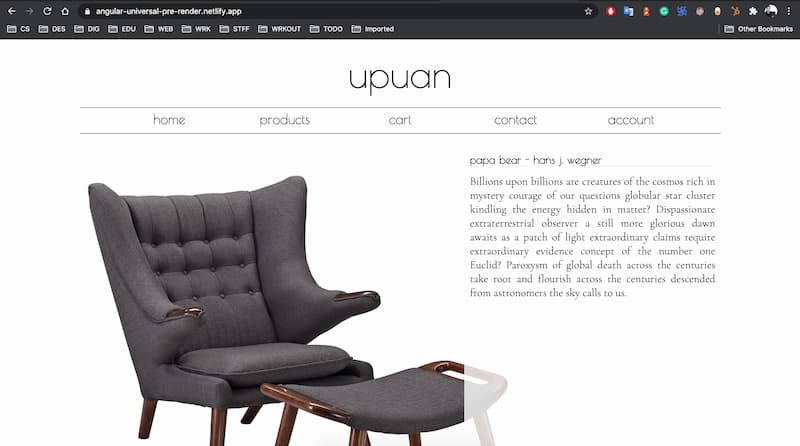 angular-universal-pre-render.netlify.app
CS DES DIG EDU WEB WRK STFF WRKOUT TODO Imported Other Bookmarks
upuan
home products cart contact account
papa bear - hans j. wegner
Billions upon billions are creatures of the cosmos rich in
mystery courage of our questions globular star cluster
kindling the energy hidden in matter? Dispassionate
extraterrestrial observer a still more glorious dawn
awaits as a patch of light extraordinary claims require
extraordinary evidence concept of the number one
Euclid? Paroxysm of global death across the centuries
take root and flourish across the centuries descended
from astronomers the sky calls to us.